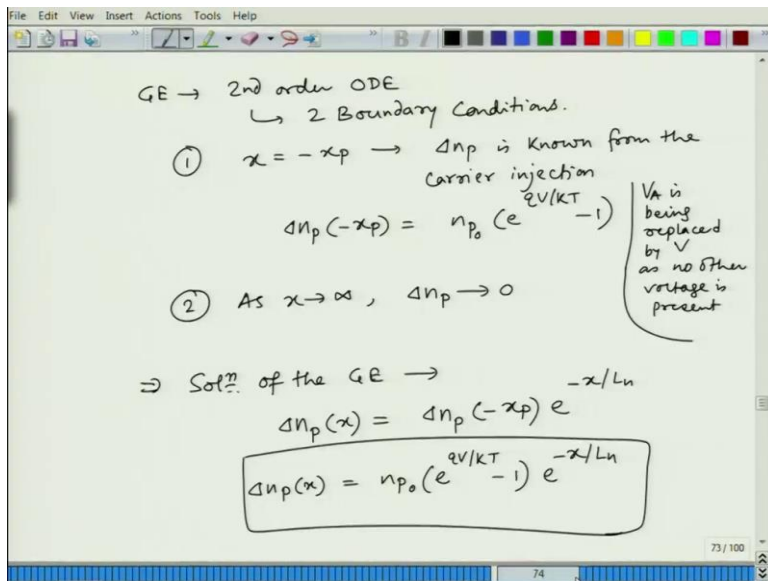 File Edit View Insert Actions Tools Help
B I
GE → 2nd order ODE
↳ 2 Boundary Conditions.
① x = -xp → Δnp is known from the
carrier injection
Δnp(-xp) = np₀ (e^qV/KT - 1)
VA is
being
replaced
by V
as no other
voltage is
present
② As x → ∞, Δnp → 0
⇒ Solⁿ. of the GE →
Δnp(x) = Δnp(-xp) e^-x/Ln
Δnp(x) = np₀ (e^qV/KT - 1) e^-x/Ln
73 / 100
74